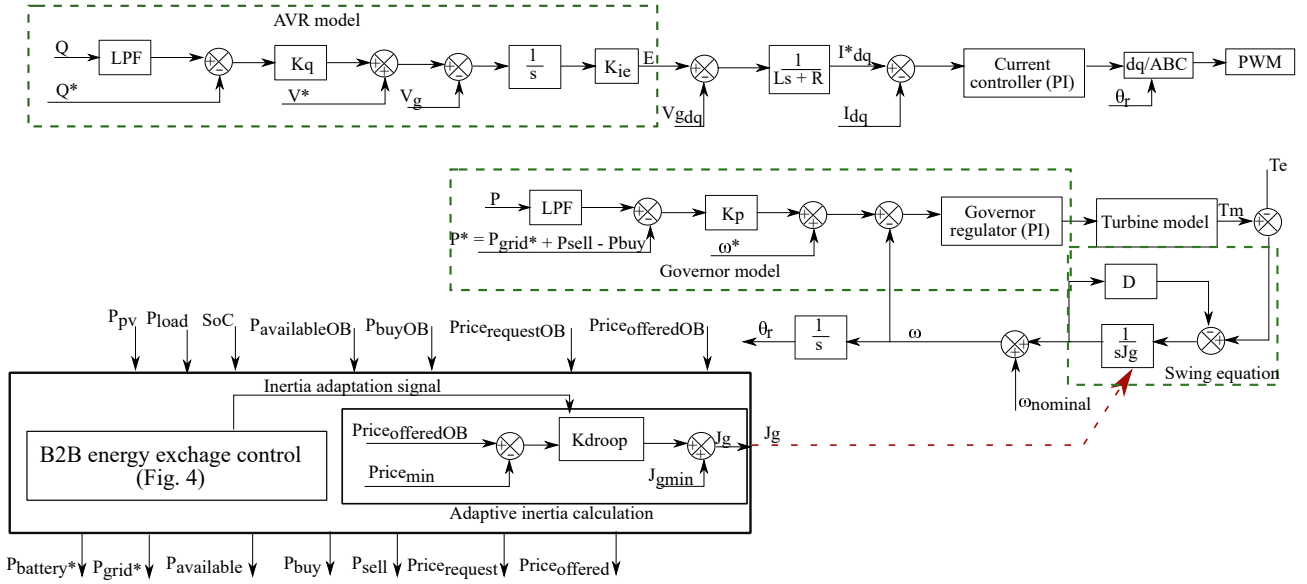 AVR model
Q
LPF
Kq
1
s
Kie
E
1
Ls + R
I*dq
Current
controller (PI)
dq/ABC
PWM
Q*
V*
Vg
Vgdq
Idq
θr
P
LPF
Kp
Governor
regulator (PI)
Turbine model
Tm
Te
P* = Pgrid* + Psell - Pbuy
ω*
Governor model
D
Ppv
Pload
SoC
PavailableOB
PbuyOB
PricerequestOB
PriceofferedOB
θr
1
s
ω
1
sJg
Swing equation
ωnominal
Inertia adaptation signal
B2B energy exchage control
(Fig. 4)
PriceofferedOB
Kdroop
Jg
Jg
Pricemin
Jgmin
Adaptive inertia calculation
Pbattery*
Pgrid*
Pavailable
Pbuy
Psell
Pricerequest
Priceoffered